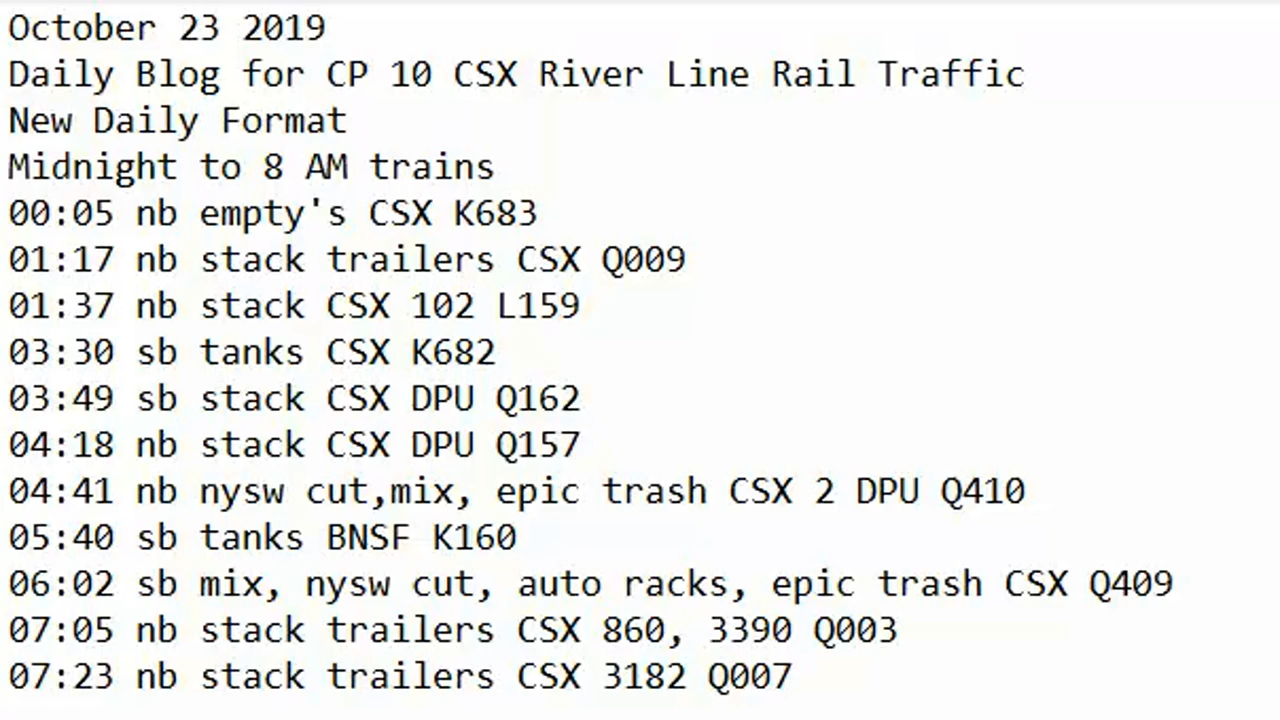 October 23 2019
Daily Blog for CP 10 CSX River Line Rail Traffic
New Daily Format
Midnight to 8 AM trains
00:05 nb empty's CSX K683
01:17 nb stack trailers CSX Q009
01:37 nb stack CSX 102 L159
03:30 sb tanks CSX K682
03:49 sb stack CSX DPU Q162
04:18 nb stack CSX DPU Q157
04:41 nb nysw cut,mix, epic trash CSX 2 DPU Q410
05:40 sb tanks BNSF K160
06:02 sb mix, nysw cut, auto racks, epic trash CSX Q409
07:05 nb stack trailers CSX 860, 3390 Q003
07:23 nb stack trailers CSX 3182 Q007